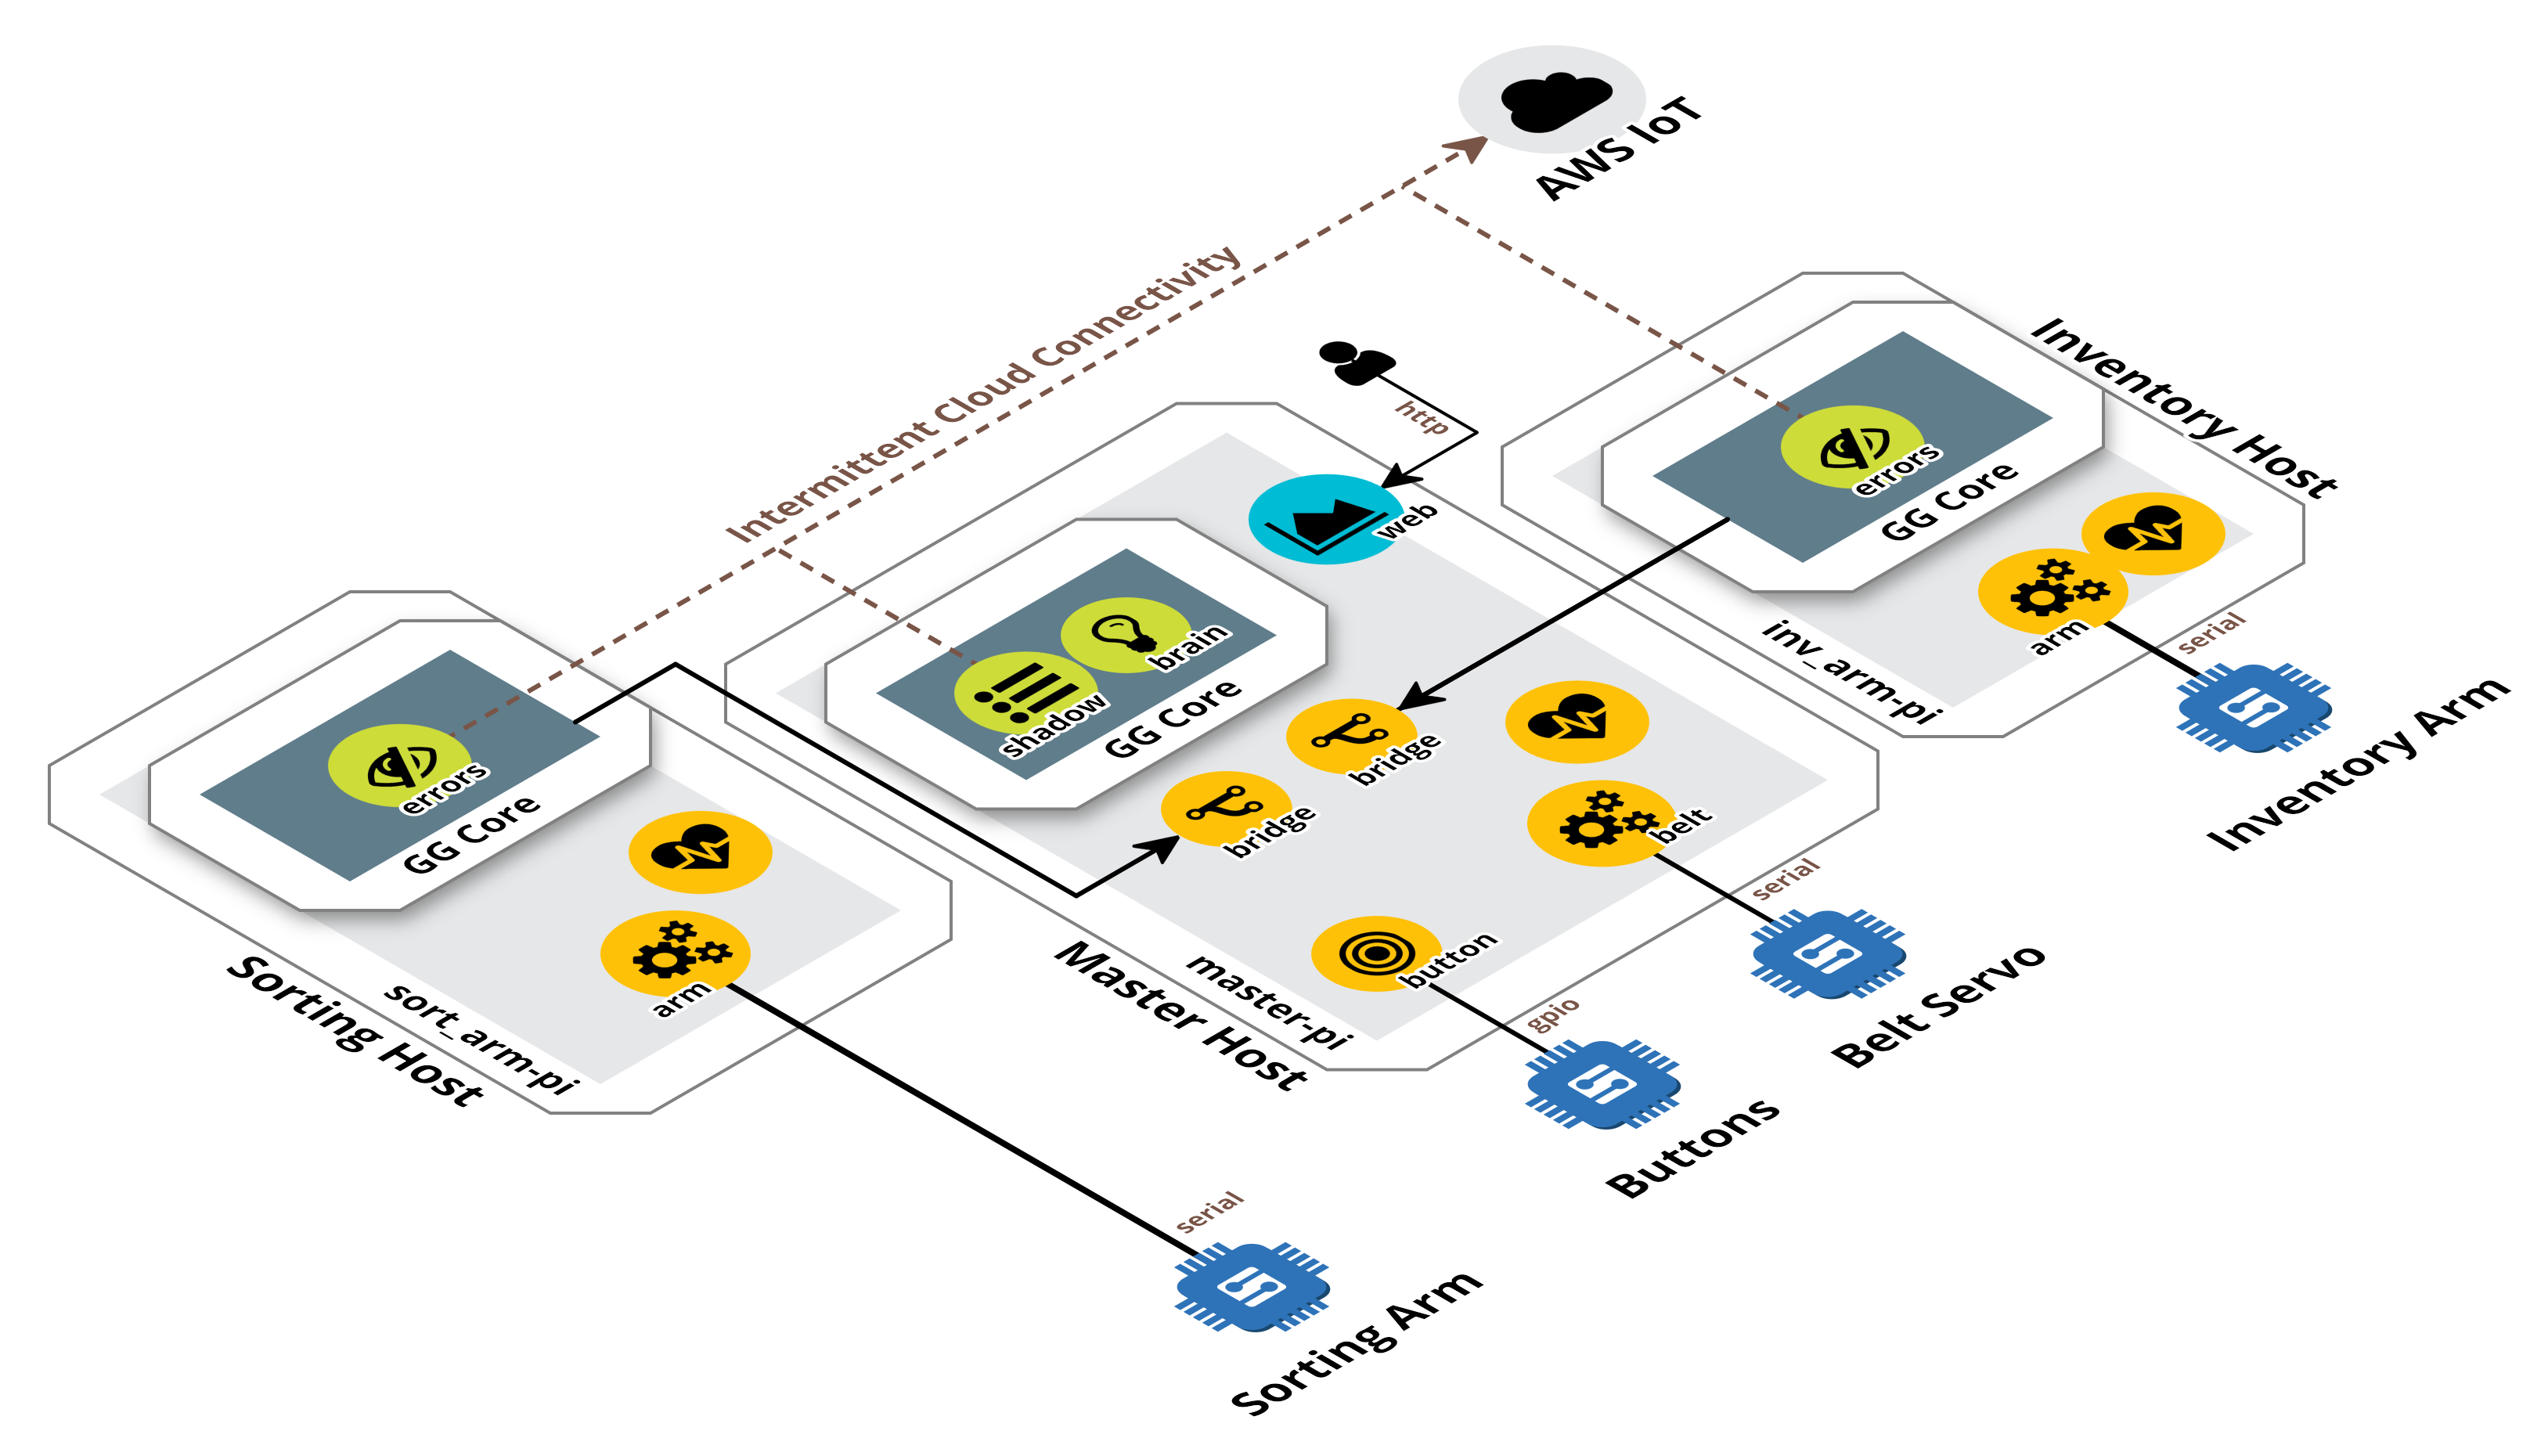 AWS IoT
Intermittent Cloud Connectivity
http
web
Inventory Host
errors
GG Core
inv_arm-pi
arm
serial
Inventory Arm
brain
shadow
GG Core
bridge
bridge
belt
serial
Belt Servo
button
gpio
Buttons
master-pi
Master Host
errors
GG Core
arm
sort_arm-pi
Sorting Host
serial
Sorting Arm